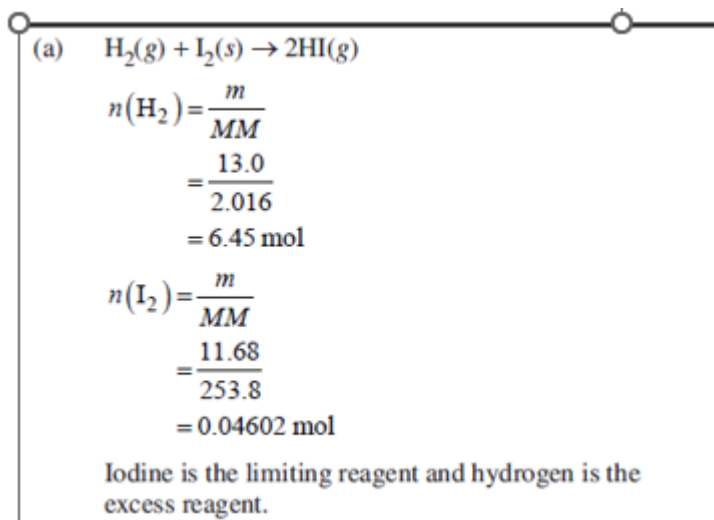 (a) H₂(g) + I₂(s) → 2HI(g)
n(H₂) = m/MM
= 13.0/2.016
= 6.45 mol
n(I₂) = m/MM
= 11.68/253.8
= 0.04602 mol
Iodine is the limiting reagent and hydrogen is the
excess reagent.